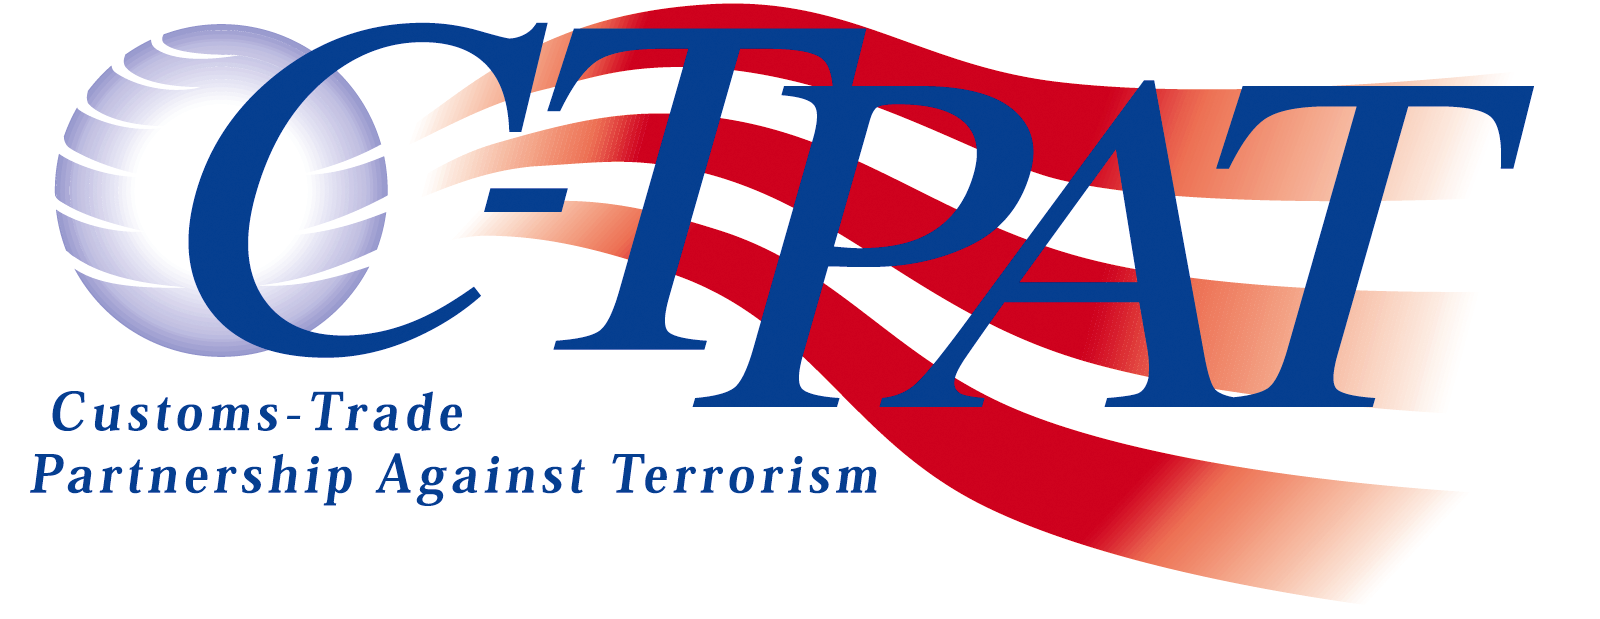 C-TPAT
Customs-Trade
Partnership Against Terrorism